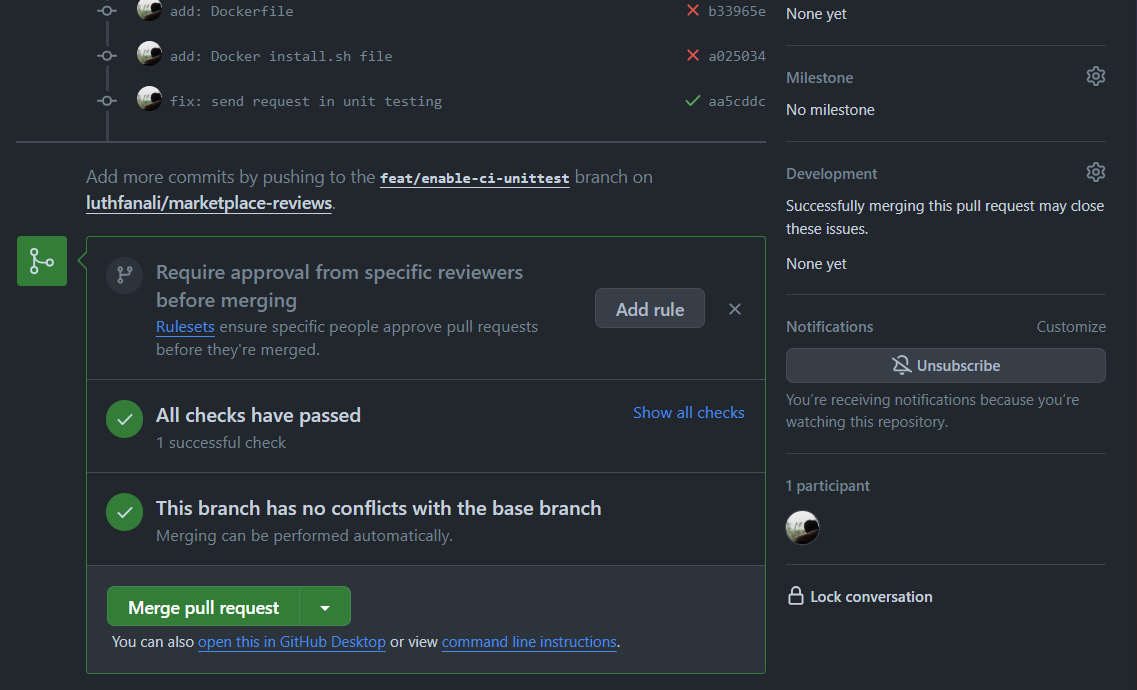 add: Dockerfile b33965e
add: Docker install.sh file a025034
fix: send request in unit testing aa5cddc
Add more commits by pushing to the feat/enable-ci-unittest branch on
luthfanali/marketplace-reviews.
Require approval from specific reviewers
before merging
Rulesets ensure specific people approve pull requests
before they're merged.
Add rule
All checks have passed
1 successful check
Show all checks
This branch has no conflicts with the base branch
Merging can be performed automatically.
Merge pull request
You can also open this in GitHub Desktop or view command line instructions.
None yet
Milestone
No milestone
Development
Successfully merging this pull request may close
these issues.
None yet
Notifications
Customize
Unsubscribe
You're receiving notifications because you're
watching this repository.
1 participant
Lock conversation